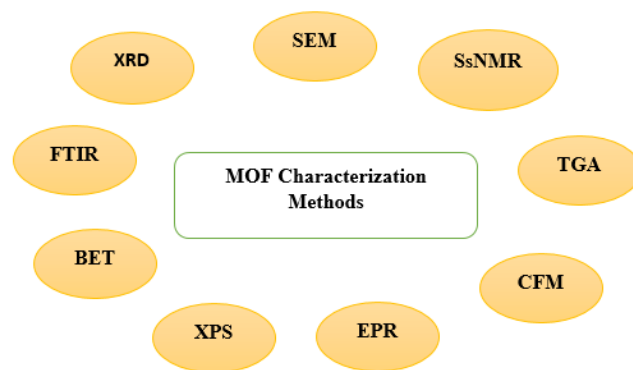 SEM
XRD
SsNMR
FTIR
MOF Characterization
Methods
TGA
BET
CFM
XPS
EPR